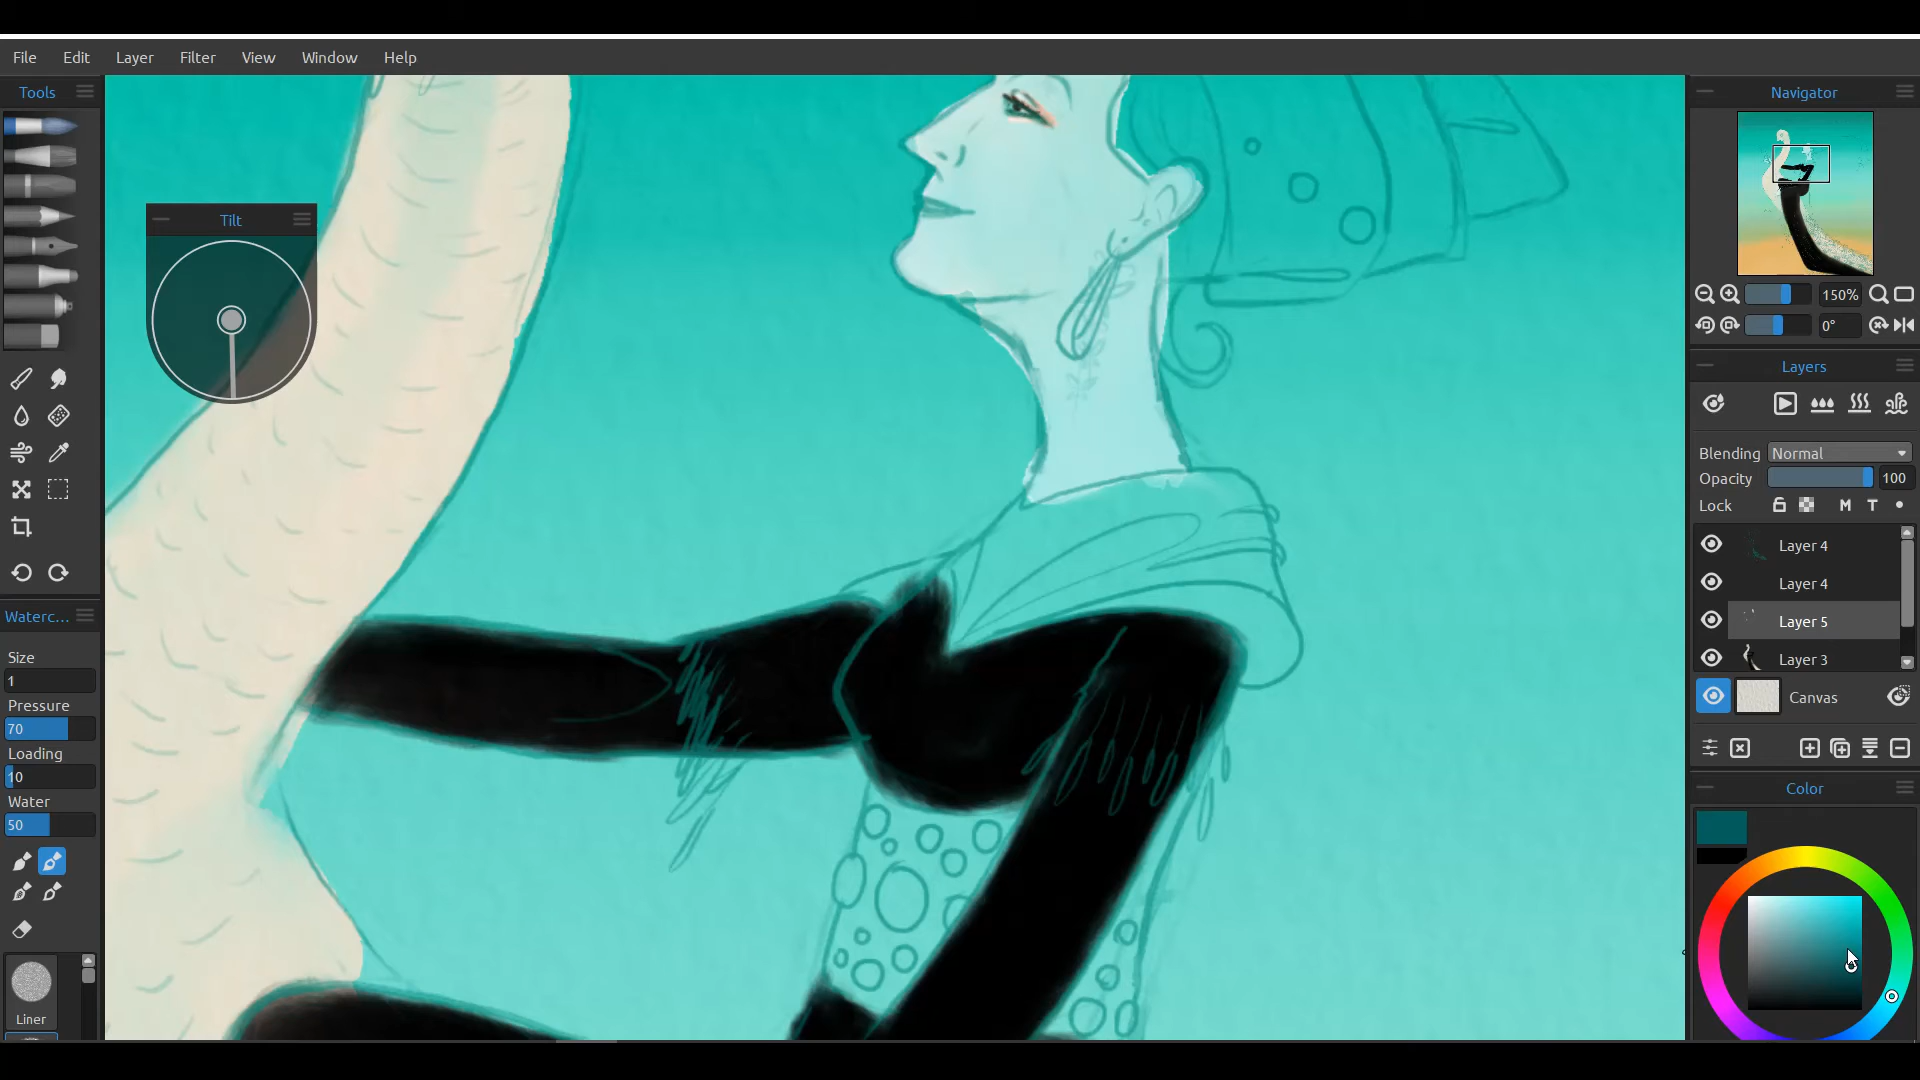 File Edit Layer Filter View Window Help
Tools
Tilt
Waterc...
Size
1
Pressure
70
Loading
10
Water
50
Liner
Navigator
150%
0°
Layers
Blending Normal
Opacity 100
Lock M T
Layer 4
Layer 4
Layer 5
Layer 3
Canvas
Color